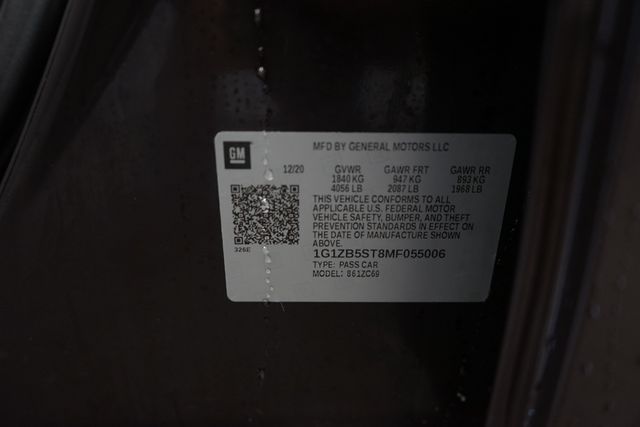 GM
MFD BY GENERAL MOTORS LLC
12/20 GVWR GAWR FRT GAWR RR
1840 KG 947 KG 893 KG
4056 LB 2087 LB 1968 LB
THIS VEHICLE CONFORMS TO ALL
APPLICABLE U.S. FEDERAL MOTOR
VEHICLE SAFETY, BUMPER, AND THEFT
PREVENTION STANDARDS IN EFFECT ON
THE DATE OF MANUFACTURE SHOWN
ABOVE.
326E
1G1ZB5ST8MF055006
TYPE: PASS CAR
MODEL: 861ZC69